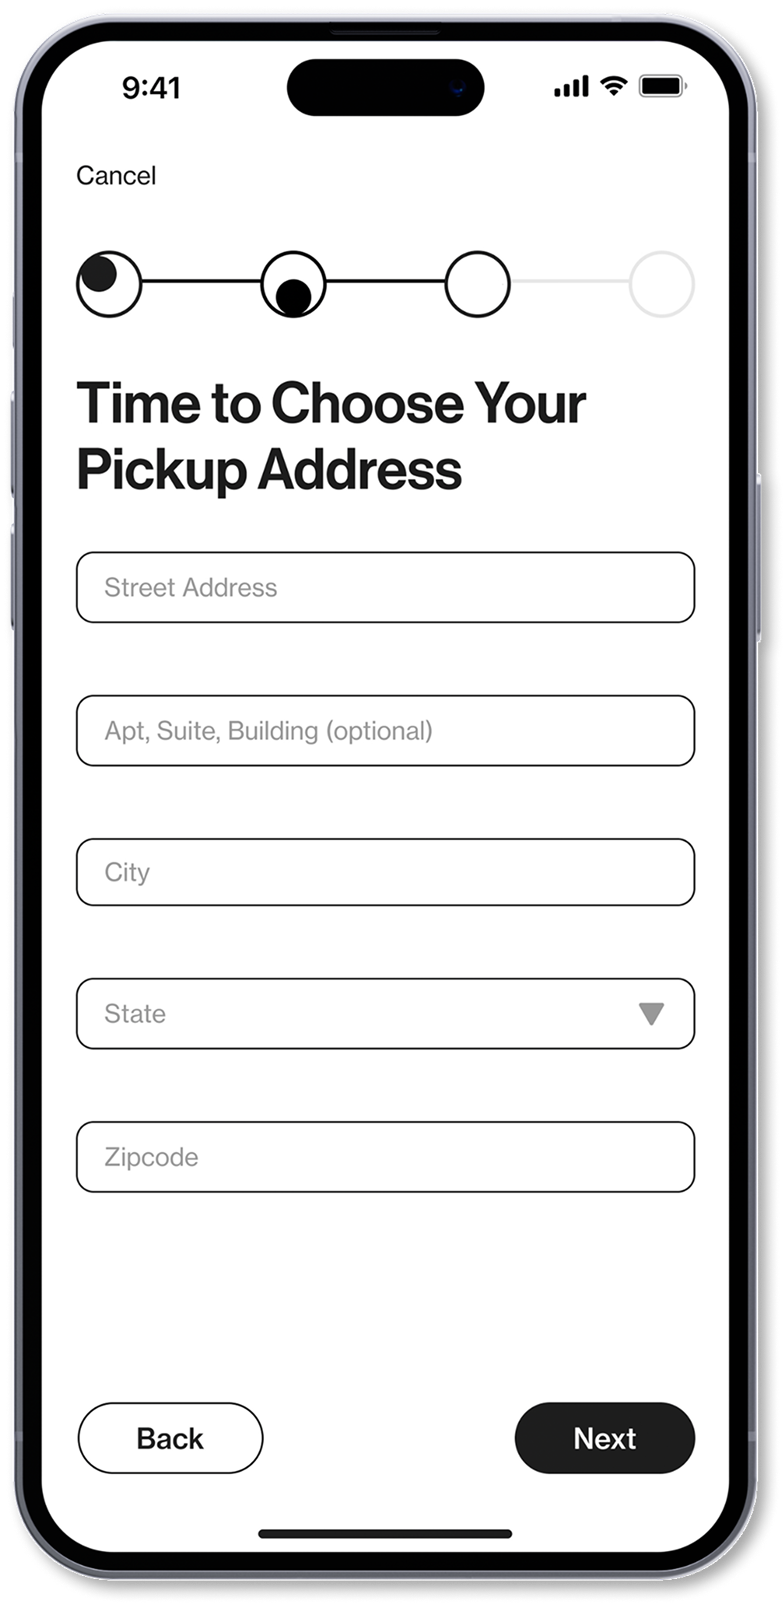 9:41
Cancel
Time to Choose Your
Pickup Address
Street Address
Apt, Suite, Building (optional)
City
State
Zipcode
Back
Next